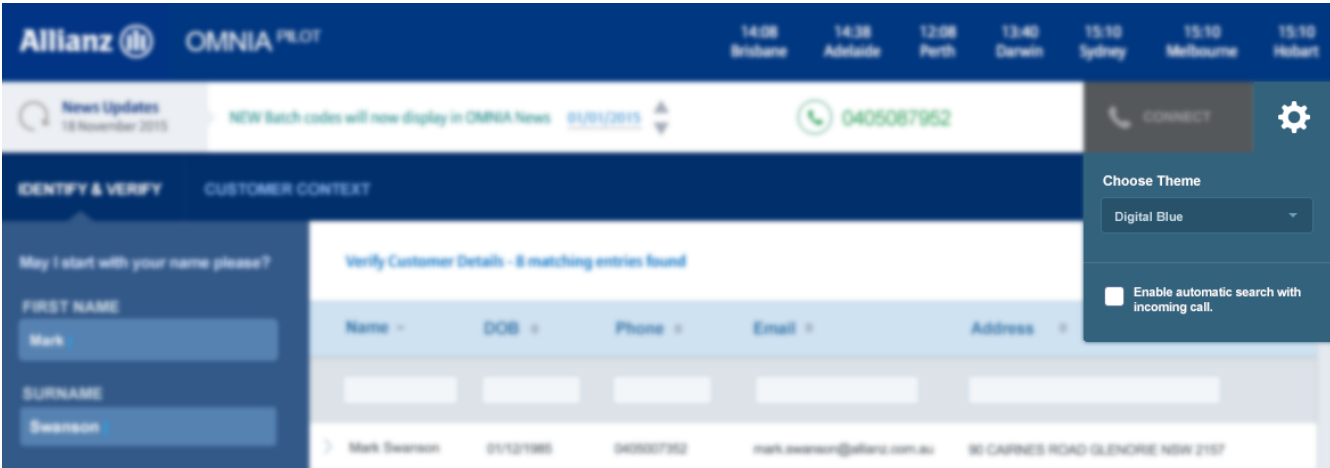 Allianz OMNIA PILOT
14:08 14:38 12:08 13:40 15:10 15:10 15:10
Brisbane Adelaide Perth Darwin Sydney Melbourne Hobart
News Updates
18 November 2015
NEW Batch codes will now display in OMNIA News 01/01/2015
0405087952
CONNECT
IDENTIFY & VERIFY CUSTOMER CONTEXT
Choose Theme
Digital Blue
Enable automatic search with
incoming call.
May I start with your name please?
FIRST NAME
Mark
SURNAME
Swanson
Verify Customer Details - 8 matching entries found
Name DOB Phone Email Address
Mark Swanson 01/12/1985 0405007352 mark.swanson@allianz.com.au 90 CAIRNES ROAD GLENORIE NSW 2157